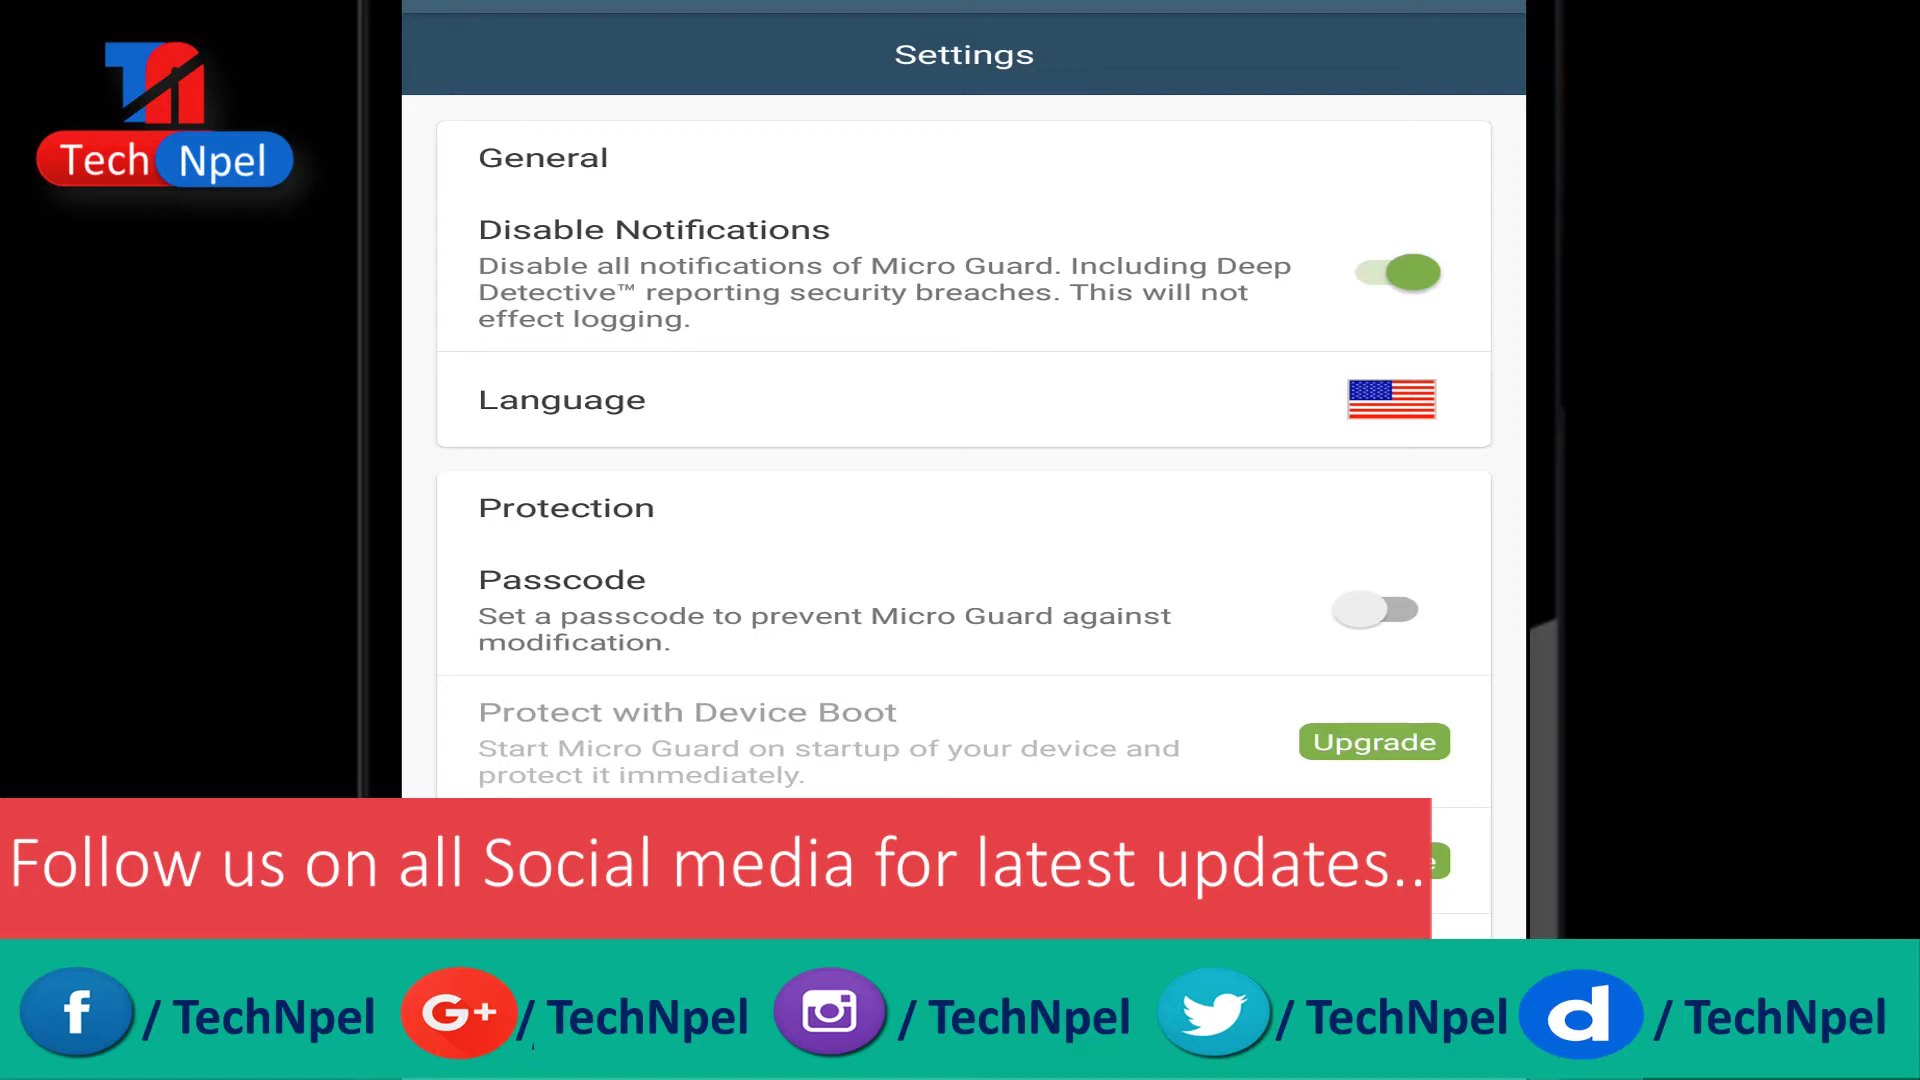 Settings
Tech Npel
General
Disable Notifications
Disable all notifications of Micro Guard. Including Deep
Detective™ reporting security breaches. This will not
effect logging.
Language
Protection
Passcode
Set a passcode to prevent Micro Guard against
modification.
Protect with Device Boot
Start Micro Guard on startup of your device and
protect it immediately.
Upgrade
Follow us on all Social media for latest updates..
/ TechNpel
G+ / TechNpel
/ TechNpel
/ TechNpel
/ TechNpel